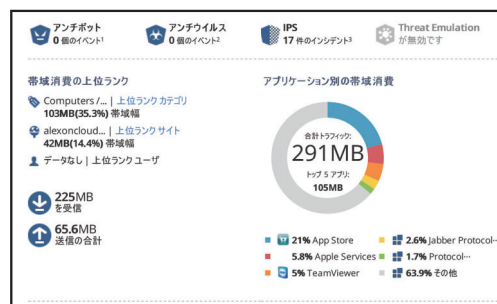 アンチボット
0 個のイベント1
アンチウイルス
0 個のイベント2
IPS
17 件のインシデント3
Threat Emulation
が無効です
帯域消費の上位ランク
Computers /... | 上位ランク カテゴリ
103MB(35.3%) 帯域幅
alexoncloud... | 上位ランク サイト
42MB(14.4%) 帯域幅
データなし | 上位ランク ユーザ
225MB
を受信
65.6MB
送信の合計
アプリケーション別の帯域消費
合計トラフィック:
291MB
トップ 5 アプリ:
105MB
21% App Store
5.8% Apple Services
5% TeamViewer
2.6% Jabber Protocol…
1.7% Protocol…
63.9% その他